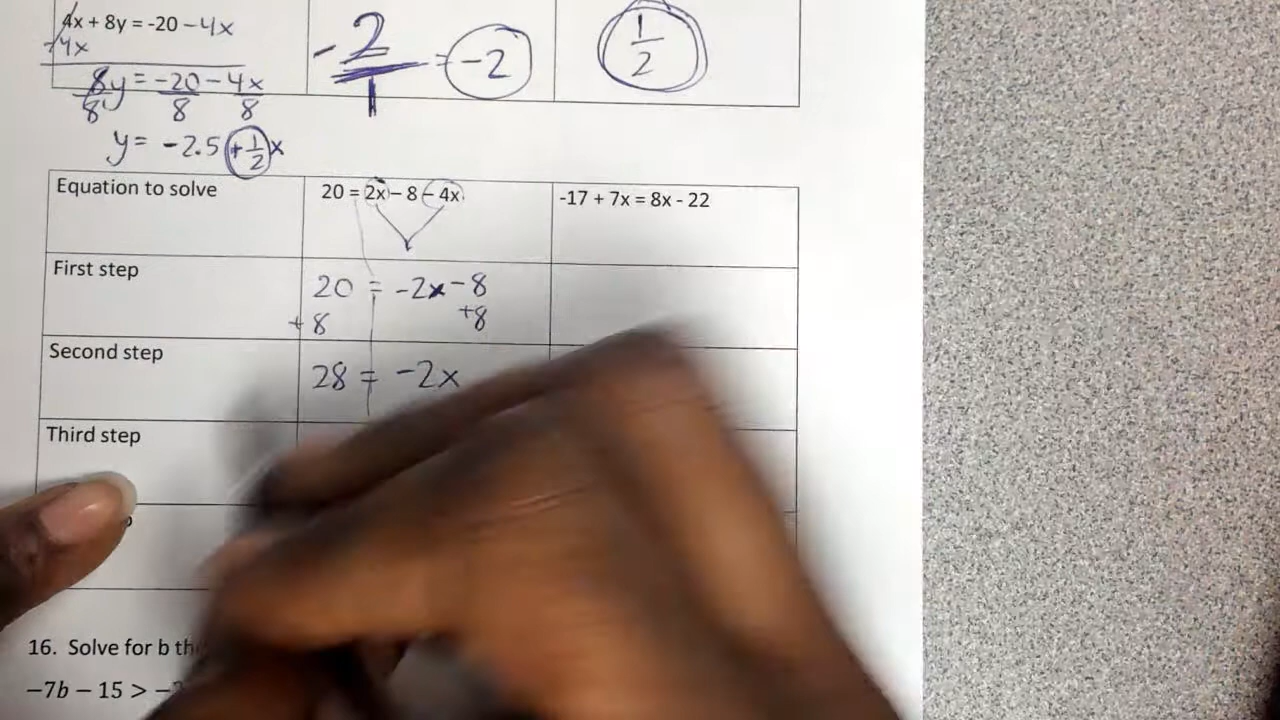 4x + 8y = -20 - 4x
-4x
8y = -20 - 4x
8 8 8
y = -2.5 + 1/2 x
- 2/1 = -2
1/2
Equation to solve
20 = 2x - 8 - 4x
-17 + 7x = 8x - 22
First step
20 = -2x - 8
+ 8 +8
Second step
28 = -2x
Third step
16. Solve for b
−7b − 15 > −